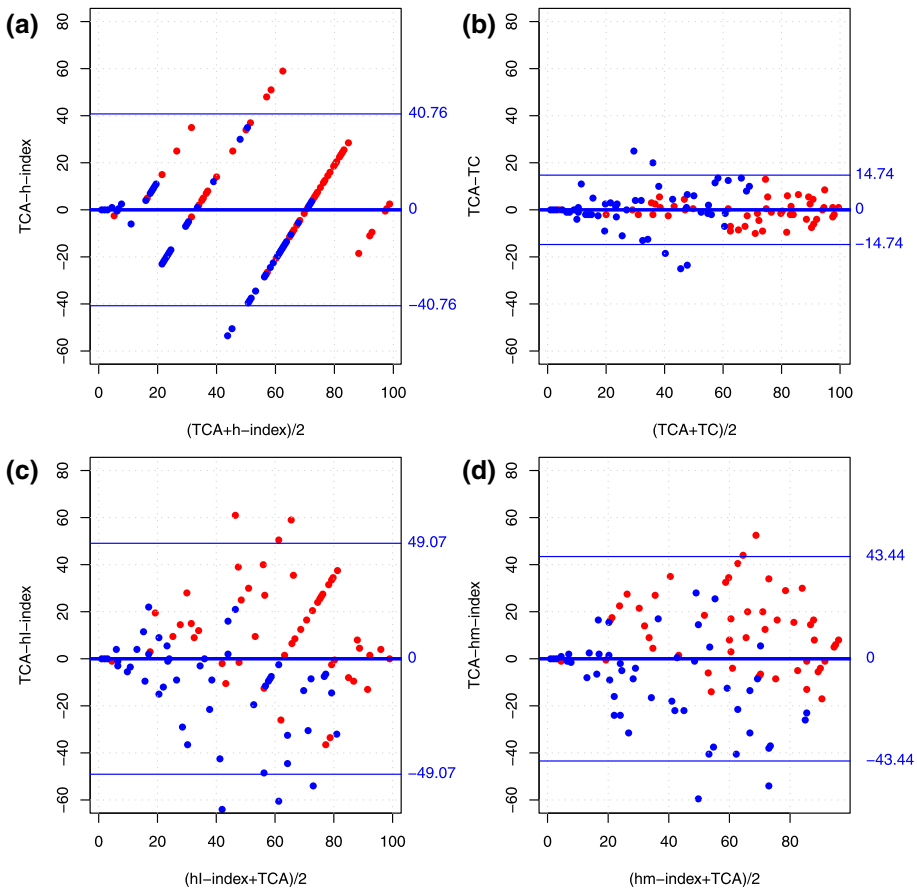 (a)
TCA−h−index
80
60
40
20
0
−20
−40
−60
40.76
0
−40.76
0 20 40 60 80 100
(TCA+h−index)/2
(b)
TCA−TC
80
60
40
20
0
−20
−40
−60
14.74
0
−14.74
0 20 40 60 80 100
(TCA+TC)/2
(c)
TCA−hI−index
80
60
40
20
0
−20
−40
−60
49.07
0
−49.07
0 20 40 60 80 100
(hI−index+TCA)/2
(d)
TCA−hm−index
80
60
40
20
0
−20
−40
−60
43.44
0
−43.44
0 20 40 60 80
(hm−index+TCA)/2